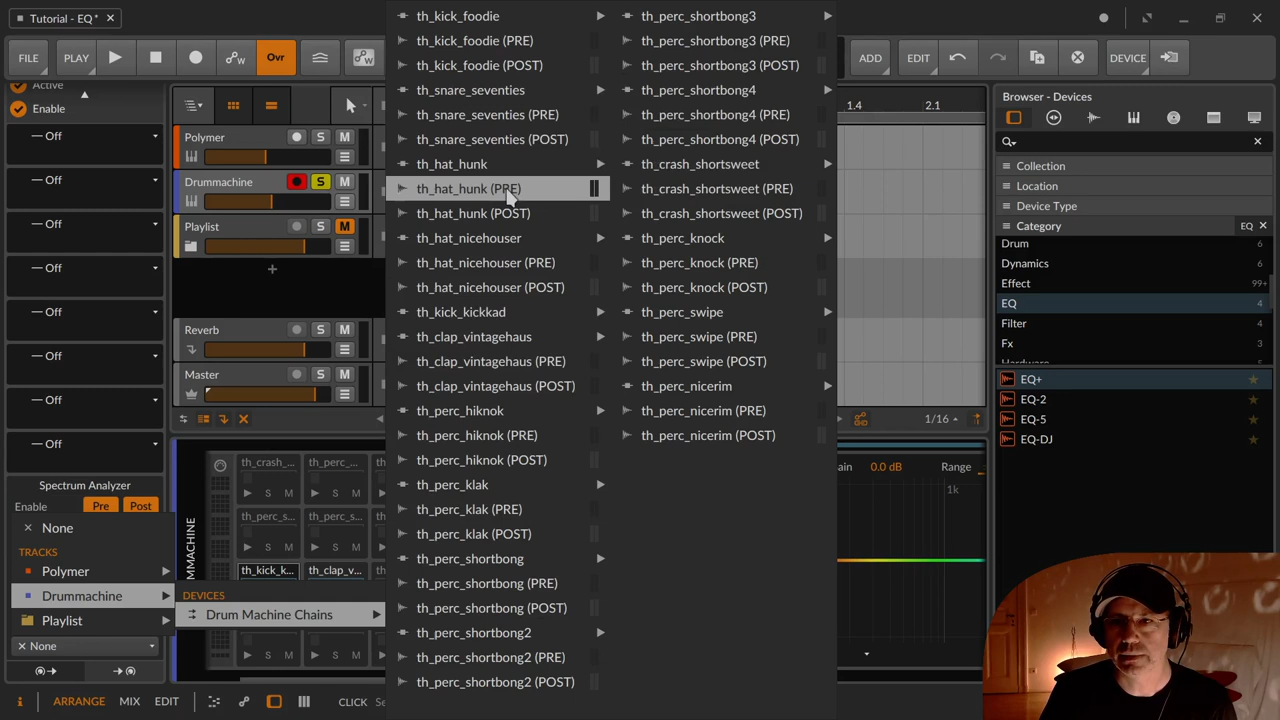 Tutorial - EQ*
FILE
PLAY
Ovr
ADD
EDIT
DEVICE
Active
Enable
Off
Off
Off
Off
Off
Off
Off
Off
Spectrum Analyzer
Enable Pre Post
None
TRACKS
Polymer
Drummachine
Playlist
None
ARRANGE MIX EDIT
Polymer S M
Drummachine S M
Playlist M
Reverb S M
Master S M
th_crash_... th_perc_...
S M S M
th_perc_s... th_perc_...
S M S M
th_kick_k... th_clap_v...
S M S M
DEVICES
Drum Machine Chains
CLICK
th_kick_foodie
th_kick_foodie (PRE)
th_kick_foodie (POST)
th_snare_seventies
th_snare_seventies (PRE)
th_snare_seventies (POST)
th_hat_hunk
th_hat_hunk (PRE)
th_hat_hunk (POST)
th_hat_nicehouser
th_hat_nicehouser (PRE)
th_hat_nicehouser (POST)
th_kick_kickkad
th_clap_vintagehaus
th_clap_vintagehaus (PRE)
th_clap_vintagehaus (POST)
th_perc_hiknok
th_perc_hiknok (PRE)
th_perc_hiknok (POST)
th_perc_klak
th_perc_klak (PRE)
th_perc_klak (POST)
th_perc_shortbong
th_perc_shortbong (PRE)
th_perc_shortbong (POST)
th_perc_shortbong2
th_perc_shortbong2 (PRE)
th_perc_shortbong2 (POST)
th_perc_shortbong3
th_perc_shortbong3 (PRE)
th_perc_shortbong3 (POST)
th_perc_shortbong4
th_perc_shortbong4 (PRE)
th_perc_shortbong4 (POST)
th_crash_shortsweet
th_crash_shortsweet (PRE)
th_crash_shortsweet (POST)
th_perc_knock
th_perc_knock (PRE)
th_perc_knock (POST)
th_perc_swipe
th_perc_swipe (PRE)
th_perc_swipe (POST)
th_perc_nicerim
th_perc_nicerim (PRE)
th_perc_nicerim (POST)
1.4 2.1
1/16
0.0 dB Range
1k
Browser - Devices
Collection
Location
Device Type
Category EQ
Drum 6
Dynamics 6
Effect 99+
EQ 4
Filter 4
Fx 3
EQ+
EQ-2
EQ-5
EQ-DJ